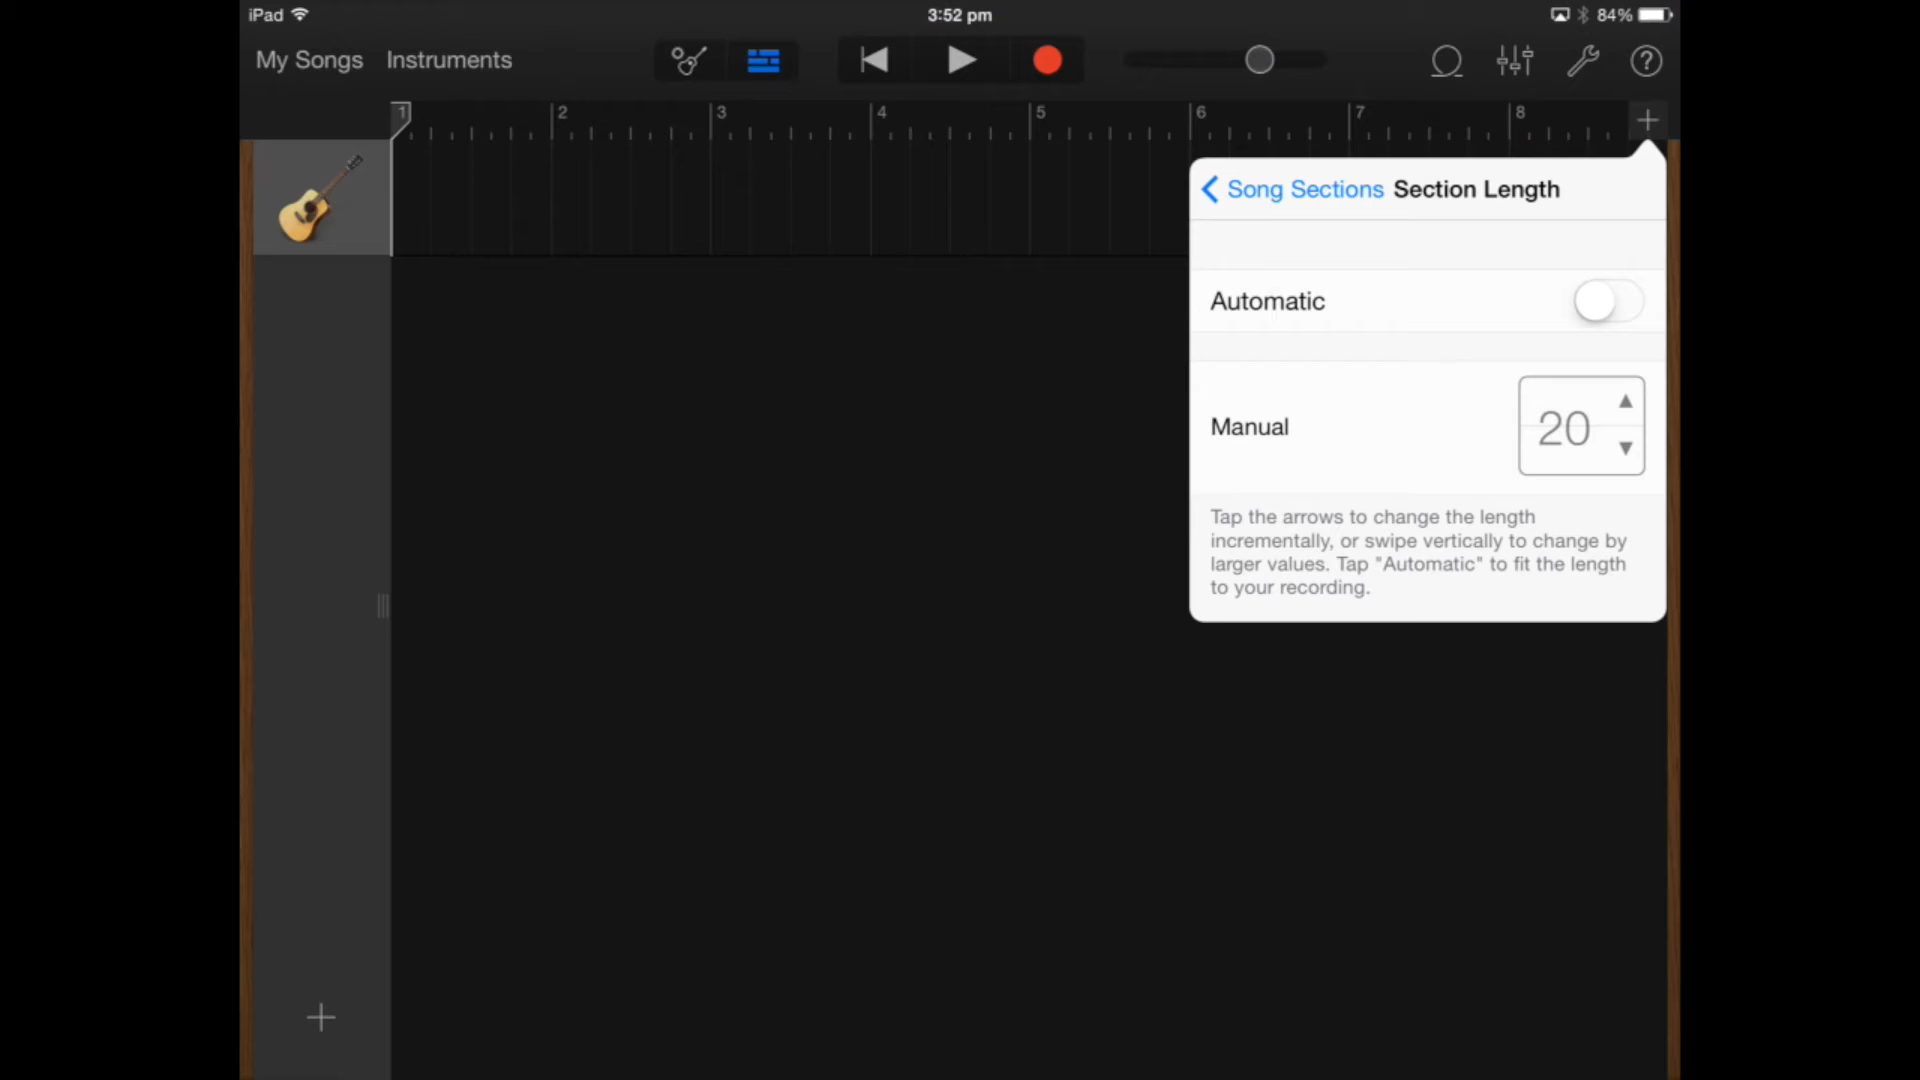 iPad
3:52 pm
84%
My Songs Instruments
?
1 2 3 4 5 6 7 8
Song Sections Section Length
Automatic
Manual
20
Tap the arrows to change the length
incrementally, or swipe vertically to change by
larger values. Tap "Automatic" to fit the length
to your recording.